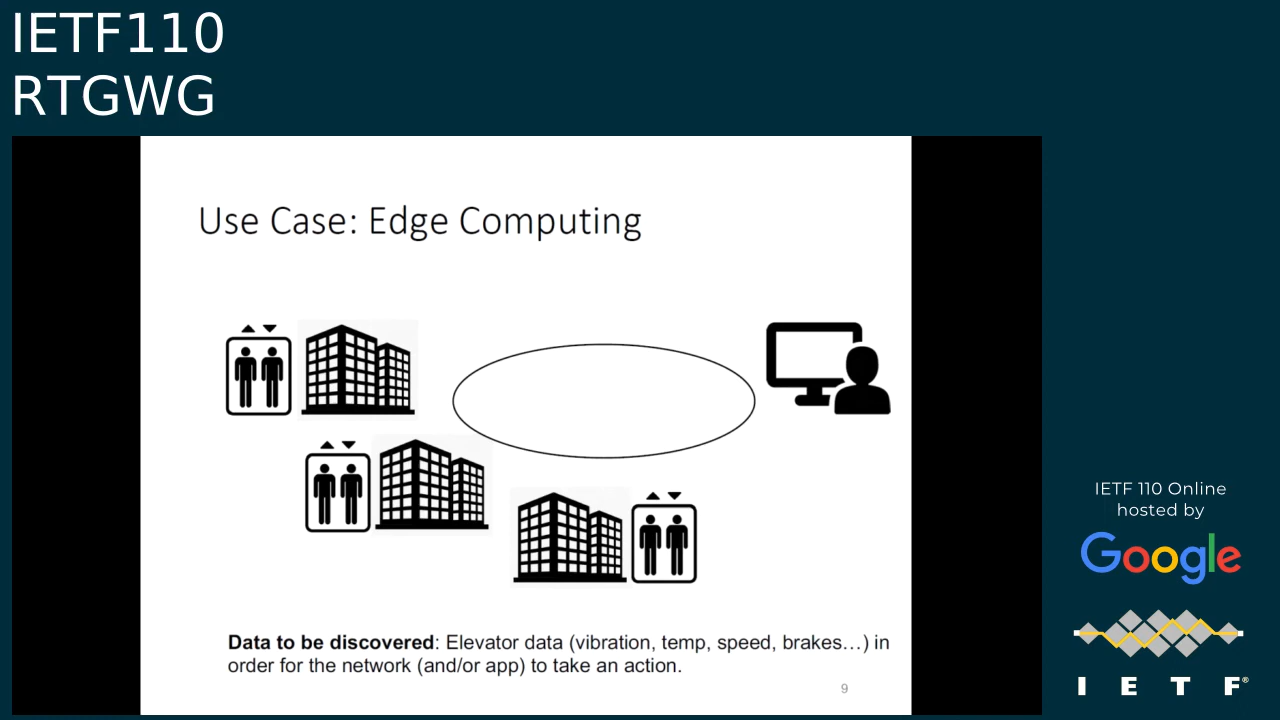 IETF110
RTGWG
Use Case: Edge Computing
Data to be discovered: Elevator data (vibration, temp, speed, brakes…) in
order for the network (and/or app) to take an action.
9
IETF 110 Online
hosted by
Google
I E T F®